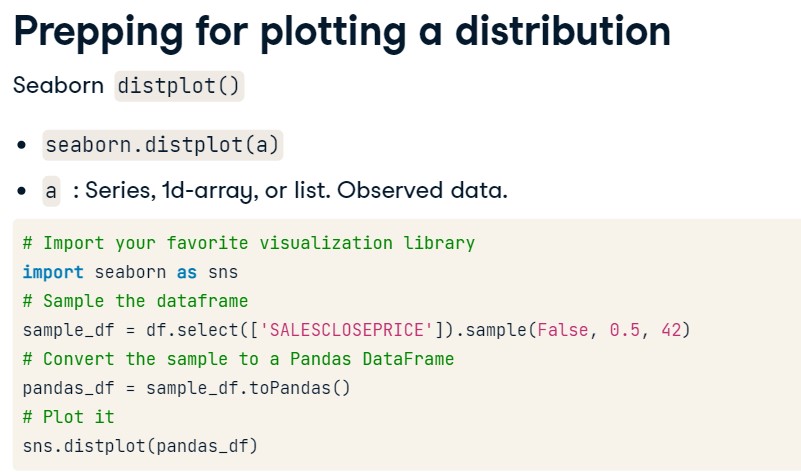 Prepping for plotting a distribution
Seaborn distplot()
• seaborn.distplot(a)
• a : Series, 1d-array, or list. Observed data.
# Import your favorite visualization library
import seaborn as sns
# Sample the dataframe
sample_df = df.select(['SALESCLOSEPRICE']).sample(False, 0.5, 42)
# Convert the sample to a Pandas DataFrame
pandas_df = sample_df.toPandas()
# Plot it
sns.distplot(pandas_df)